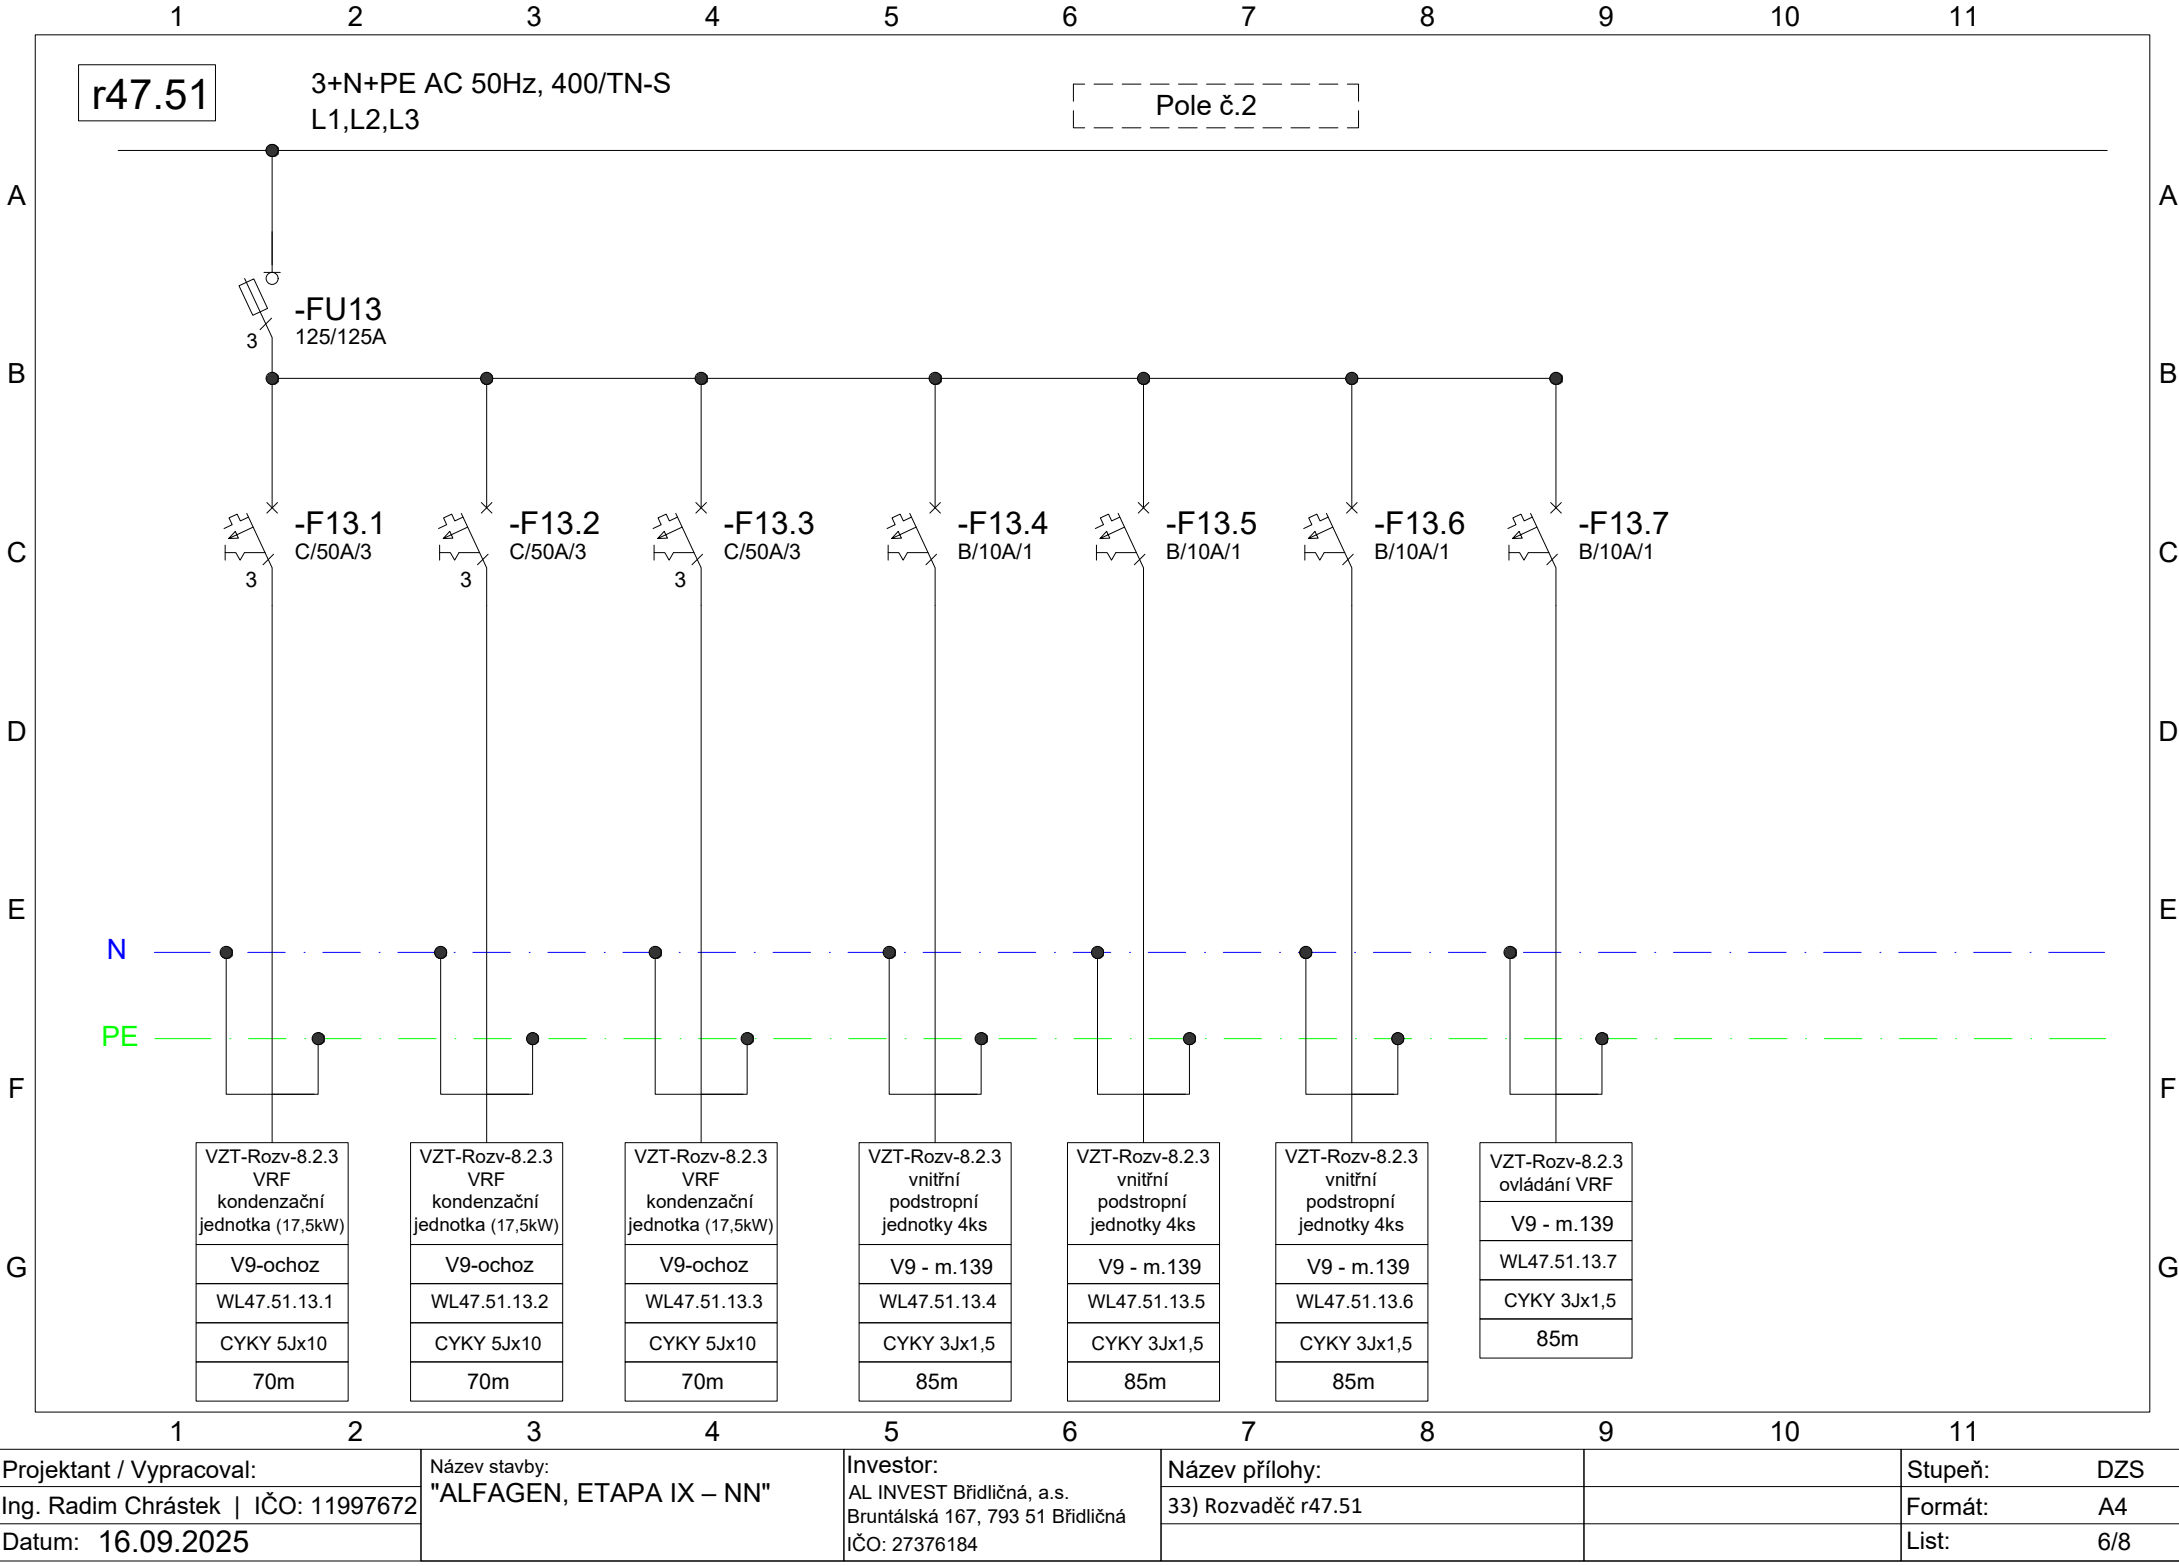 1 2 3 4 5 6 7 8 9 10 11
r47.51
3+N+PE AC 50Hz, 400/TN-S
L1,L2,L3
Pole č.2
A A
-FU13
125/125A
3
B B
-F13.1 -F13.2 -F13.3 -F13.4 -F13.5 -F13.6 -F13.7
C/50A/3 C/50A/3 C/50A/3 B/10A/1 B/10A/1 B/10A/1 B/10A/1
C C
3 3 3
D D
E E
N
PE
F F
VZT-Rozv-8.2.3
VRF
kondenzační
jednotka (17,5kW)
V9-ochoz
WL47.51.13.1
CYKY 5Jx10
70m
VZT-Rozv-8.2.3
VRF
kondenzační
jednotka (17,5kW)
V9-ochoz
WL47.51.13.2
CYKY 5Jx10
70m
VZT-Rozv-8.2.3
VRF
kondenzační
jednotka (17,5kW)
V9-ochoz
WL47.51.13.3
CYKY 5Jx10
70m
VZT-Rozv-8.2.3
vnitřní
podstropní
jednotky 4ks
V9 - m.139
WL47.51.13.4
CYKY 3Jx1,5
85m
VZT-Rozv-8.2.3
vnitřní
podstropní
jednotky 4ks
V9 - m.139
WL47.51.13.5
CYKY 3Jx1,5
85m
VZT-Rozv-8.2.3
vnitřní
podstropní
jednotky 4ks
V9 - m.139
WL47.51.13.6
CYKY 3Jx1,5
85m
VZT-Rozv-8.2.3
ovládání VRF
V9 - m.139
WL47.51.13.7
CYKY 3Jx1,5
85m
G G
1 2 3 4 5 6 7 8 9 10 11
Projektant / Vypracoval:
Ing. Radim Chrástek | IČO: 11997672
Datum: 16.09.2025
Název stavby:
"ALFAGEN, ETAPA IX – NN"
Investor:
AL INVEST Břidličná, a.s.
Bruntálská 167, 793 51 Břidličná
IČO: 27376184
Název přílohy:
33) Rozvaděč r47.51
Stupeň: DZS
Formát: A4
List: 6/8